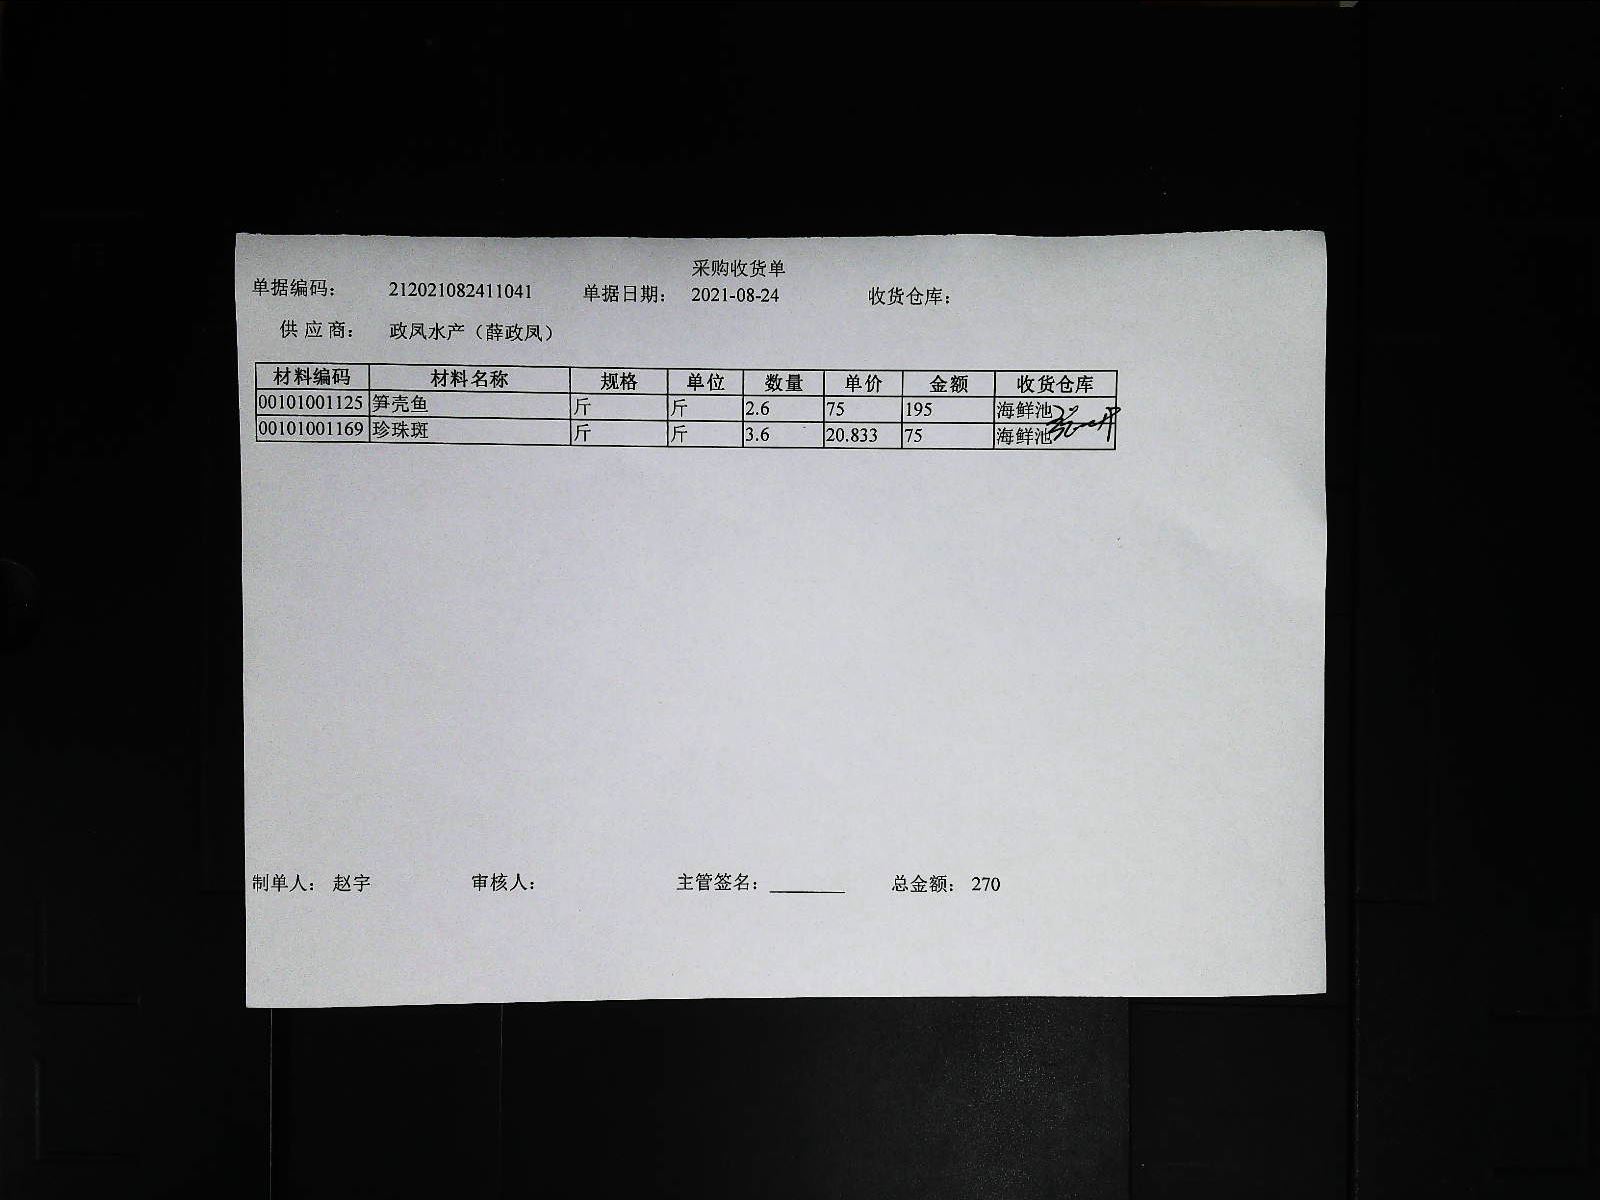 采购收货单
单据编码： 212021082411041 单据日期： 2021-08-24 收货仓库：
供 应 商： 政凤水产（薛政凤）
材料编码 材料名称 规格 单位 数量 单价 金额 收货仓库
00101001125 笋壳鱼 斤 斤 2.6 75 195 海鲜池
00101001169 珍珠斑 斤 斤 3.6 20.833 75 海鲜池
制单人： 赵宇 审核人： 主管签名： 总金额： 270